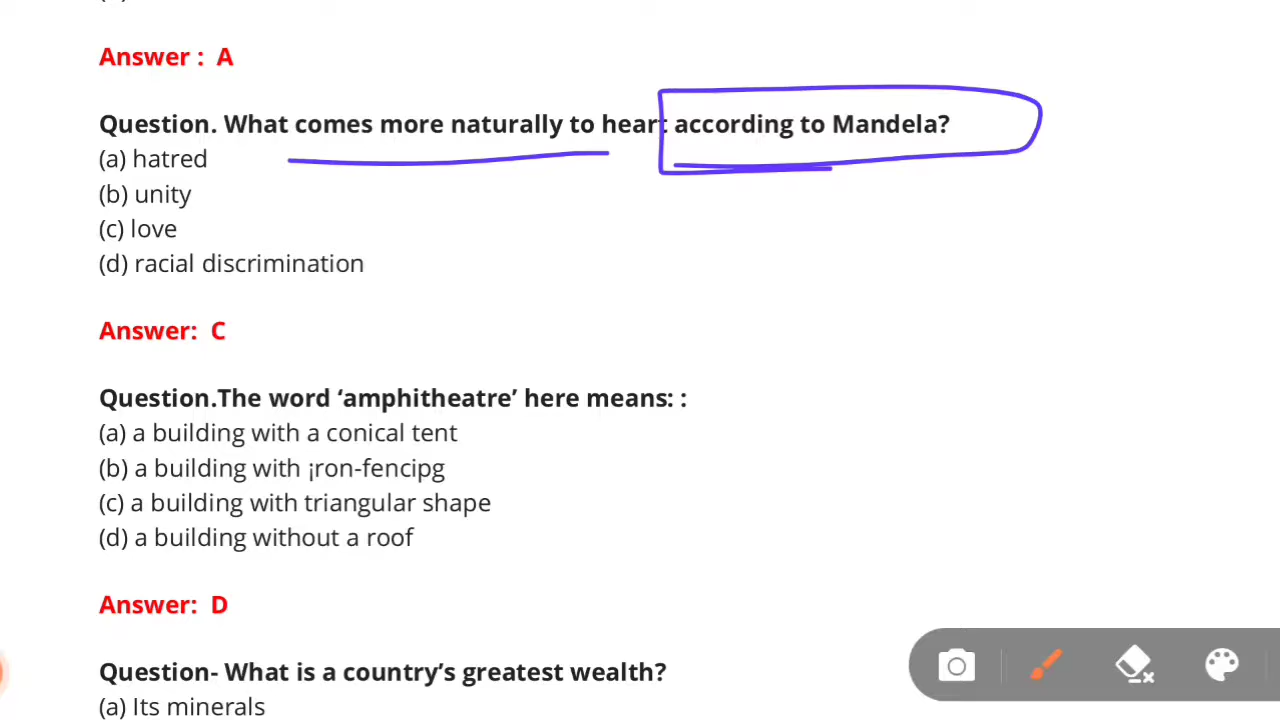 Answer : A
Question. What comes more naturally to heart according to Mandela?
(a) hatred
(b) unity
(c) love
(d) racial discrimination
Answer: C
Question.The word ‘amphitheatre’ here means: :
(a) a building with a conical tent
(b) a building with ¡ron-fencipg
(c) a building with triangular shape
(d) a building without a roof
Answer: D
Question- What is a country’s greatest wealth?
(a) Its minerals